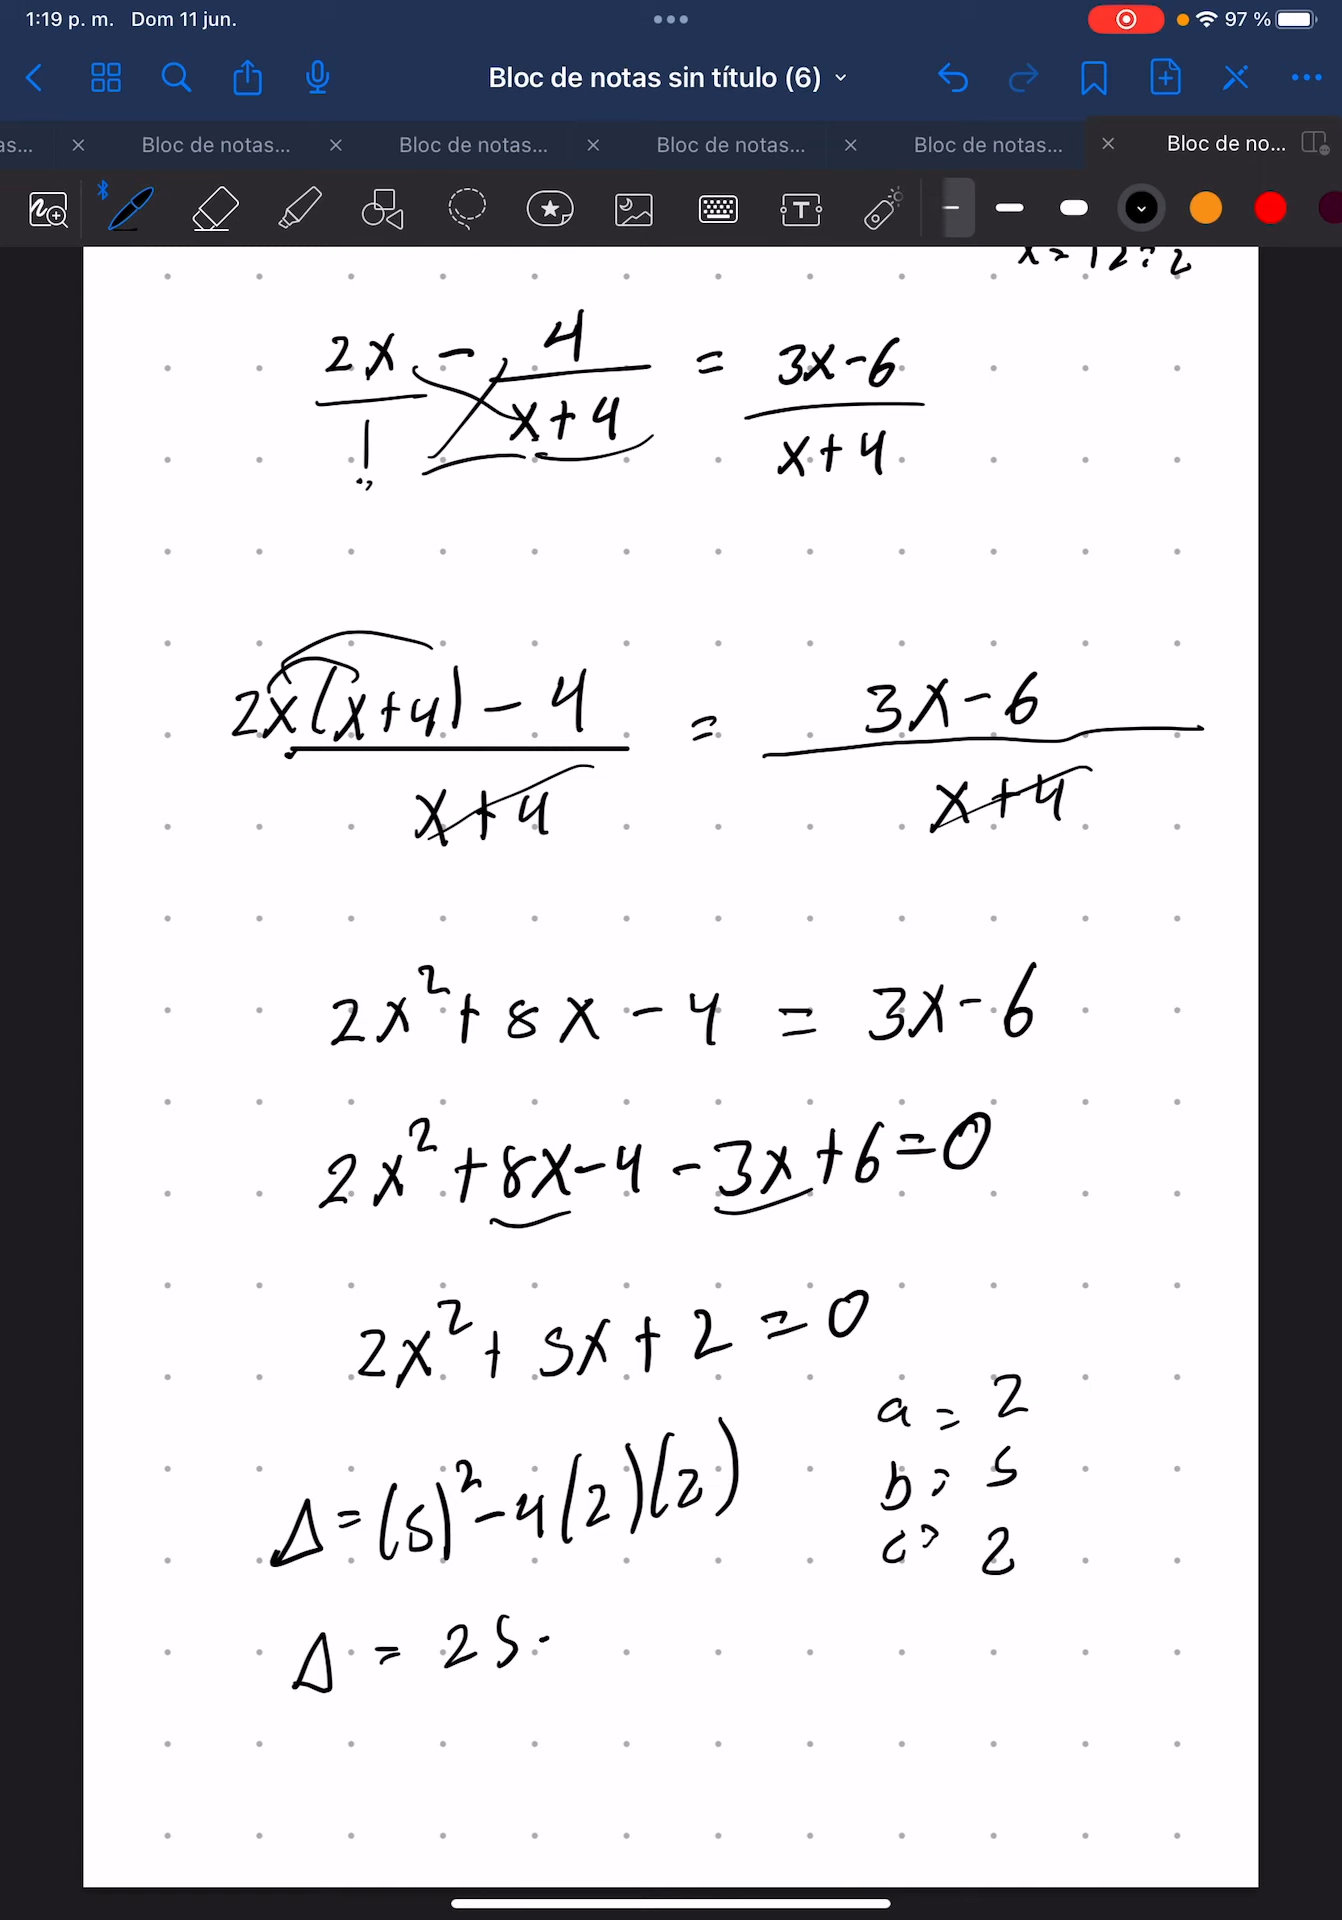 1:19 p. m. Dom 11 jun. 97 %
Bloc de notas sin título (6)
as... Bloc de notas... Bloc de notas... Bloc de notas... Bloc de notas... Bloc de no...
x = 12 : 2
2x/1 - 4/(x+4) = (3x-6)/(x+4)
(2x(x+4) - 4)/(x+4) = (3x-6)/(x+4)
2x² + 8x - 4 = 3x - 6
2x² + 8x - 4 - 3x + 6 = 0
2x² + 5x + 2 = 0
a = 2
b = 5
c = 2
Δ = (5)² - 4(2)(2)
Δ = 25 -